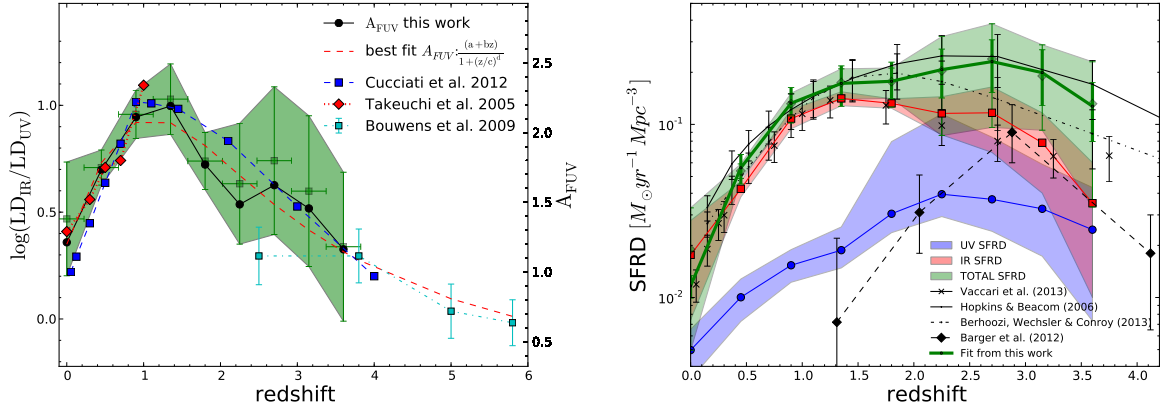 A_FUV this work
best fit A_FUV: (a+bz)/1+(z/c)^d
Cucciati et al. 2012
Takeuchi et al. 2005
Bouwens et al. 2009
log(LD_IR/LD_UV)
1.0
0.5
0.0
0 1 2 3 4 5 6
redshift
2.5
2.0
1.5
1.0
0.5
A_FUV
SFRD [M_⊙ yr^−1 Mpc^−3]
10^−1
10^−2
UV SFRD
IR SFRD
TOTAL SFRD
Vaccari et al. (2013)
Hopkins & Beacom (2006)
Berhoozi, Wechsler & Conroy (2013)
Barger et al. (2012)
Fit from this work
0.0 0.5 1.0 1.5 2.0 2.5 3.0 3.5 4.0
redshift